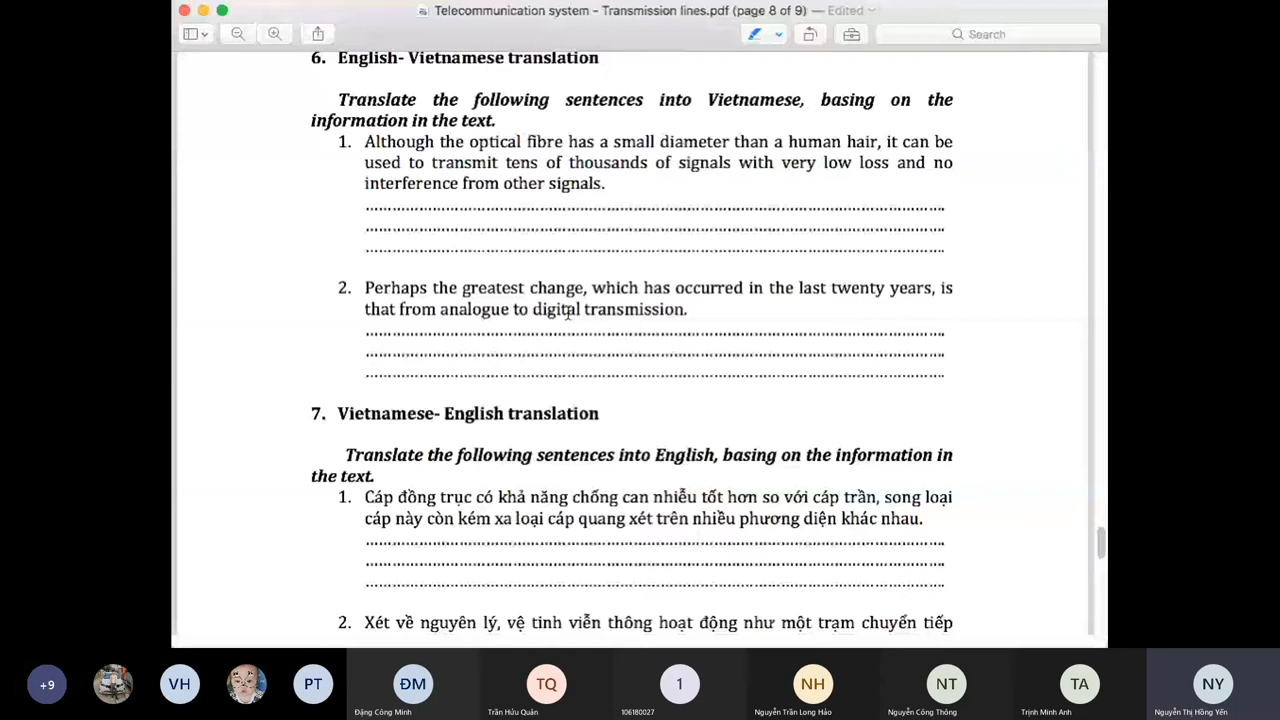 Telecommunication system - Transmission lines.pdf (page 8 of 9) — Edited
Search
6. English- Vietnamese translation
Translate the following sentences into Vietnamese, basing on the
information in the text.
1. Although the optical fibre has a small diameter than a human hair, it can be
used to transmit tens of thousands of signals with very low loss and no
interference from other signals.
2. Perhaps the greatest change, which has occurred in the last twenty years, is
that from analogue to digital transmission.
7. Vietnamese- English translation
Translate the following sentences into English, basing on the information in
the text.
1. Cáp đồng trục có khả năng chống can nhiễu tốt hơn so với cáp trần, song loại
cáp này còn kém xa loại cáp quang xét trên nhiều phương diện khác nhau.
2. Xét về nguyên lý, vệ tinh viễn thông hoạt động như một trạm chuyển tiếp
+9 VH PT ĐM TQ 1 NH NT TA NY
Đặng Công Minh Trần Hữu Quân 106180027 Nguyễn Trần Long Hảo Nguyễn Công Thông Trịnh Minh Anh Nguyễn Thị Hồng Yến